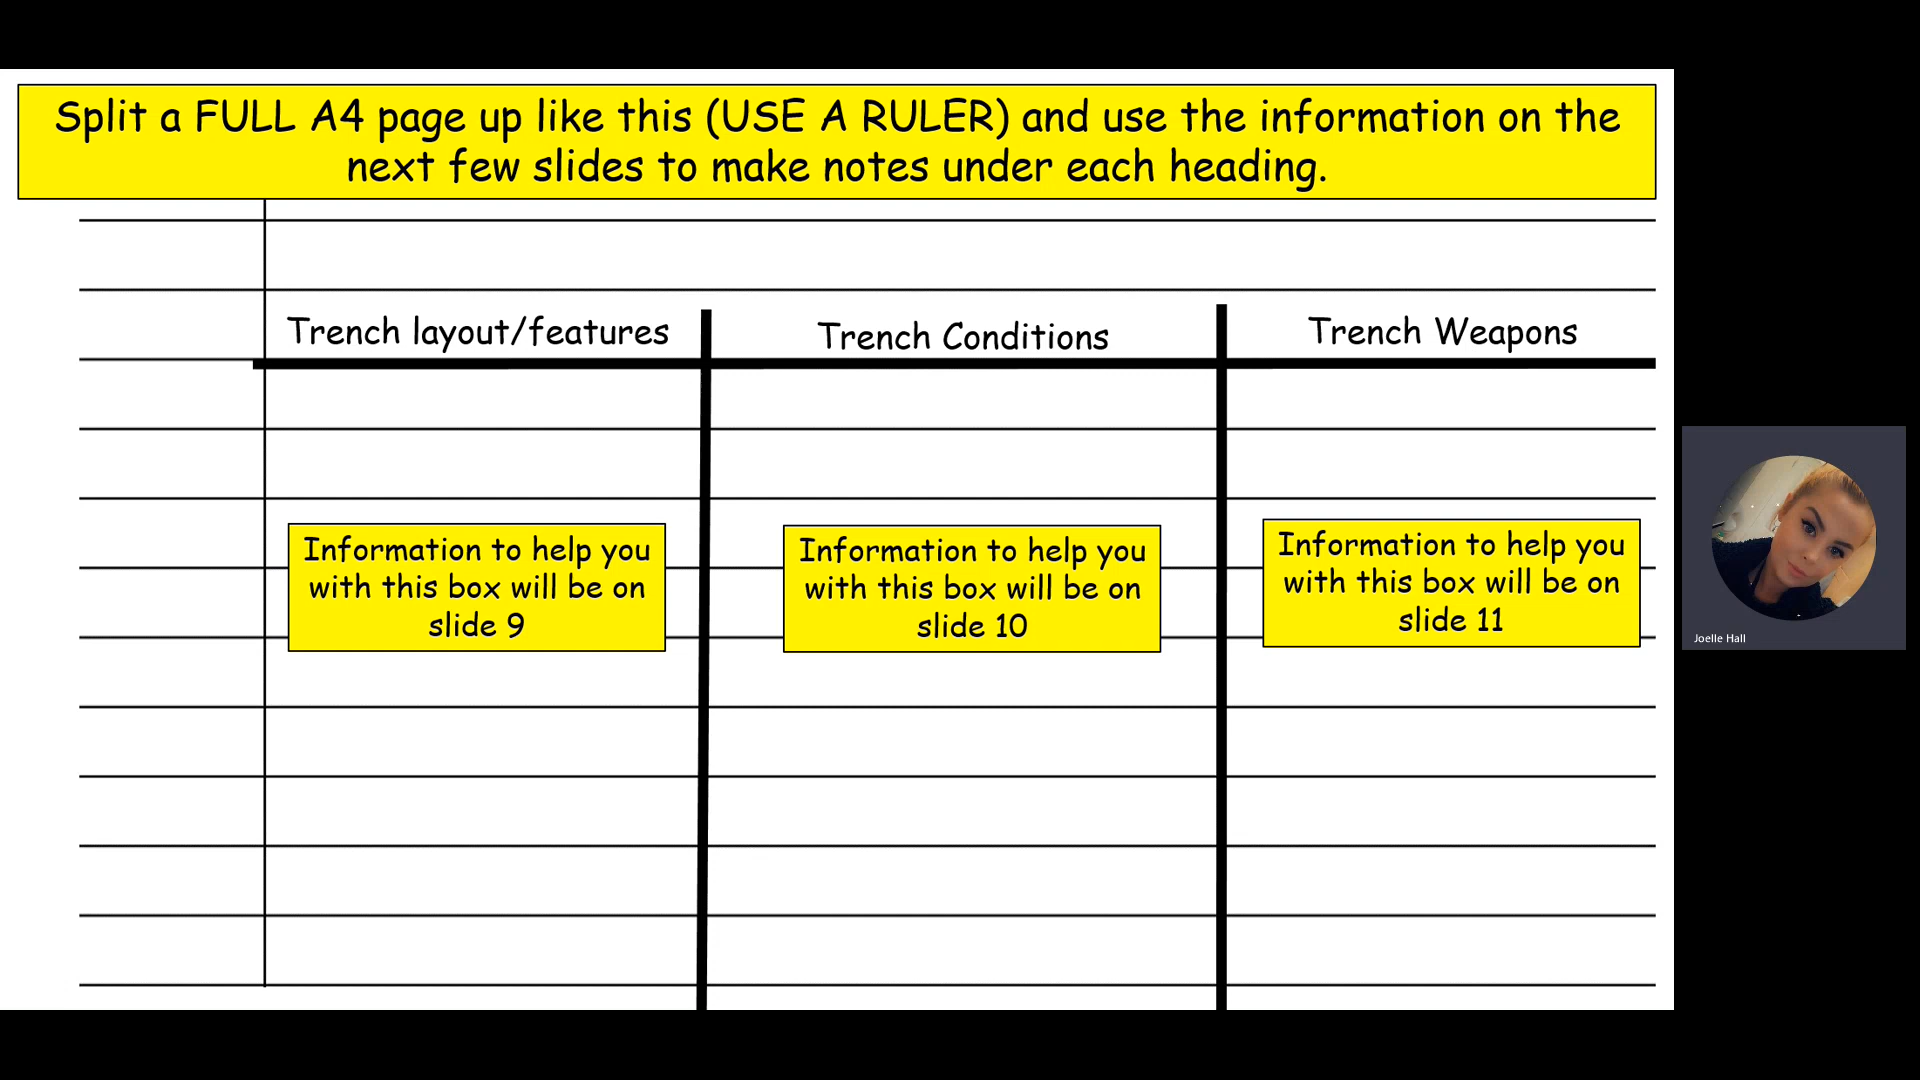 Split a FULL A4 page up like this (USE A RULER) and use the information on the
next few slides to make notes under each heading.
Trench layout/features
Trench Conditions
Trench Weapons
Information to help you
with this box will be on
slide 9
Information to help you
with this box will be on
slide 10
Information to help you
with this box will be on
slide 11
Joelle Hall